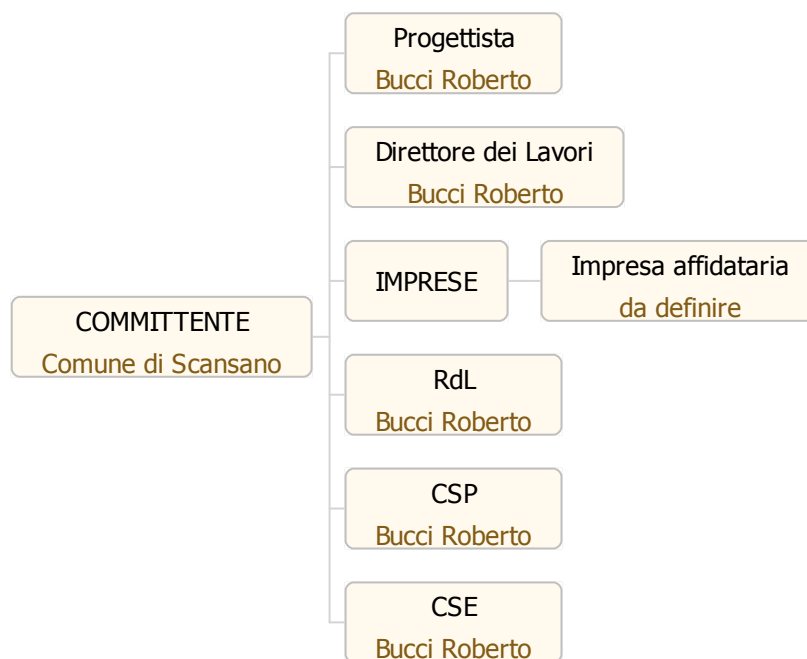 Progettista
Bucci Roberto
Direttore dei Lavori
Bucci Roberto
IMPRESE
Impresa affidataria
da definire
COMMITTENTE
Comune di Scansano
RdL
Bucci Roberto
CSP
Bucci Roberto
CSE
Bucci Roberto